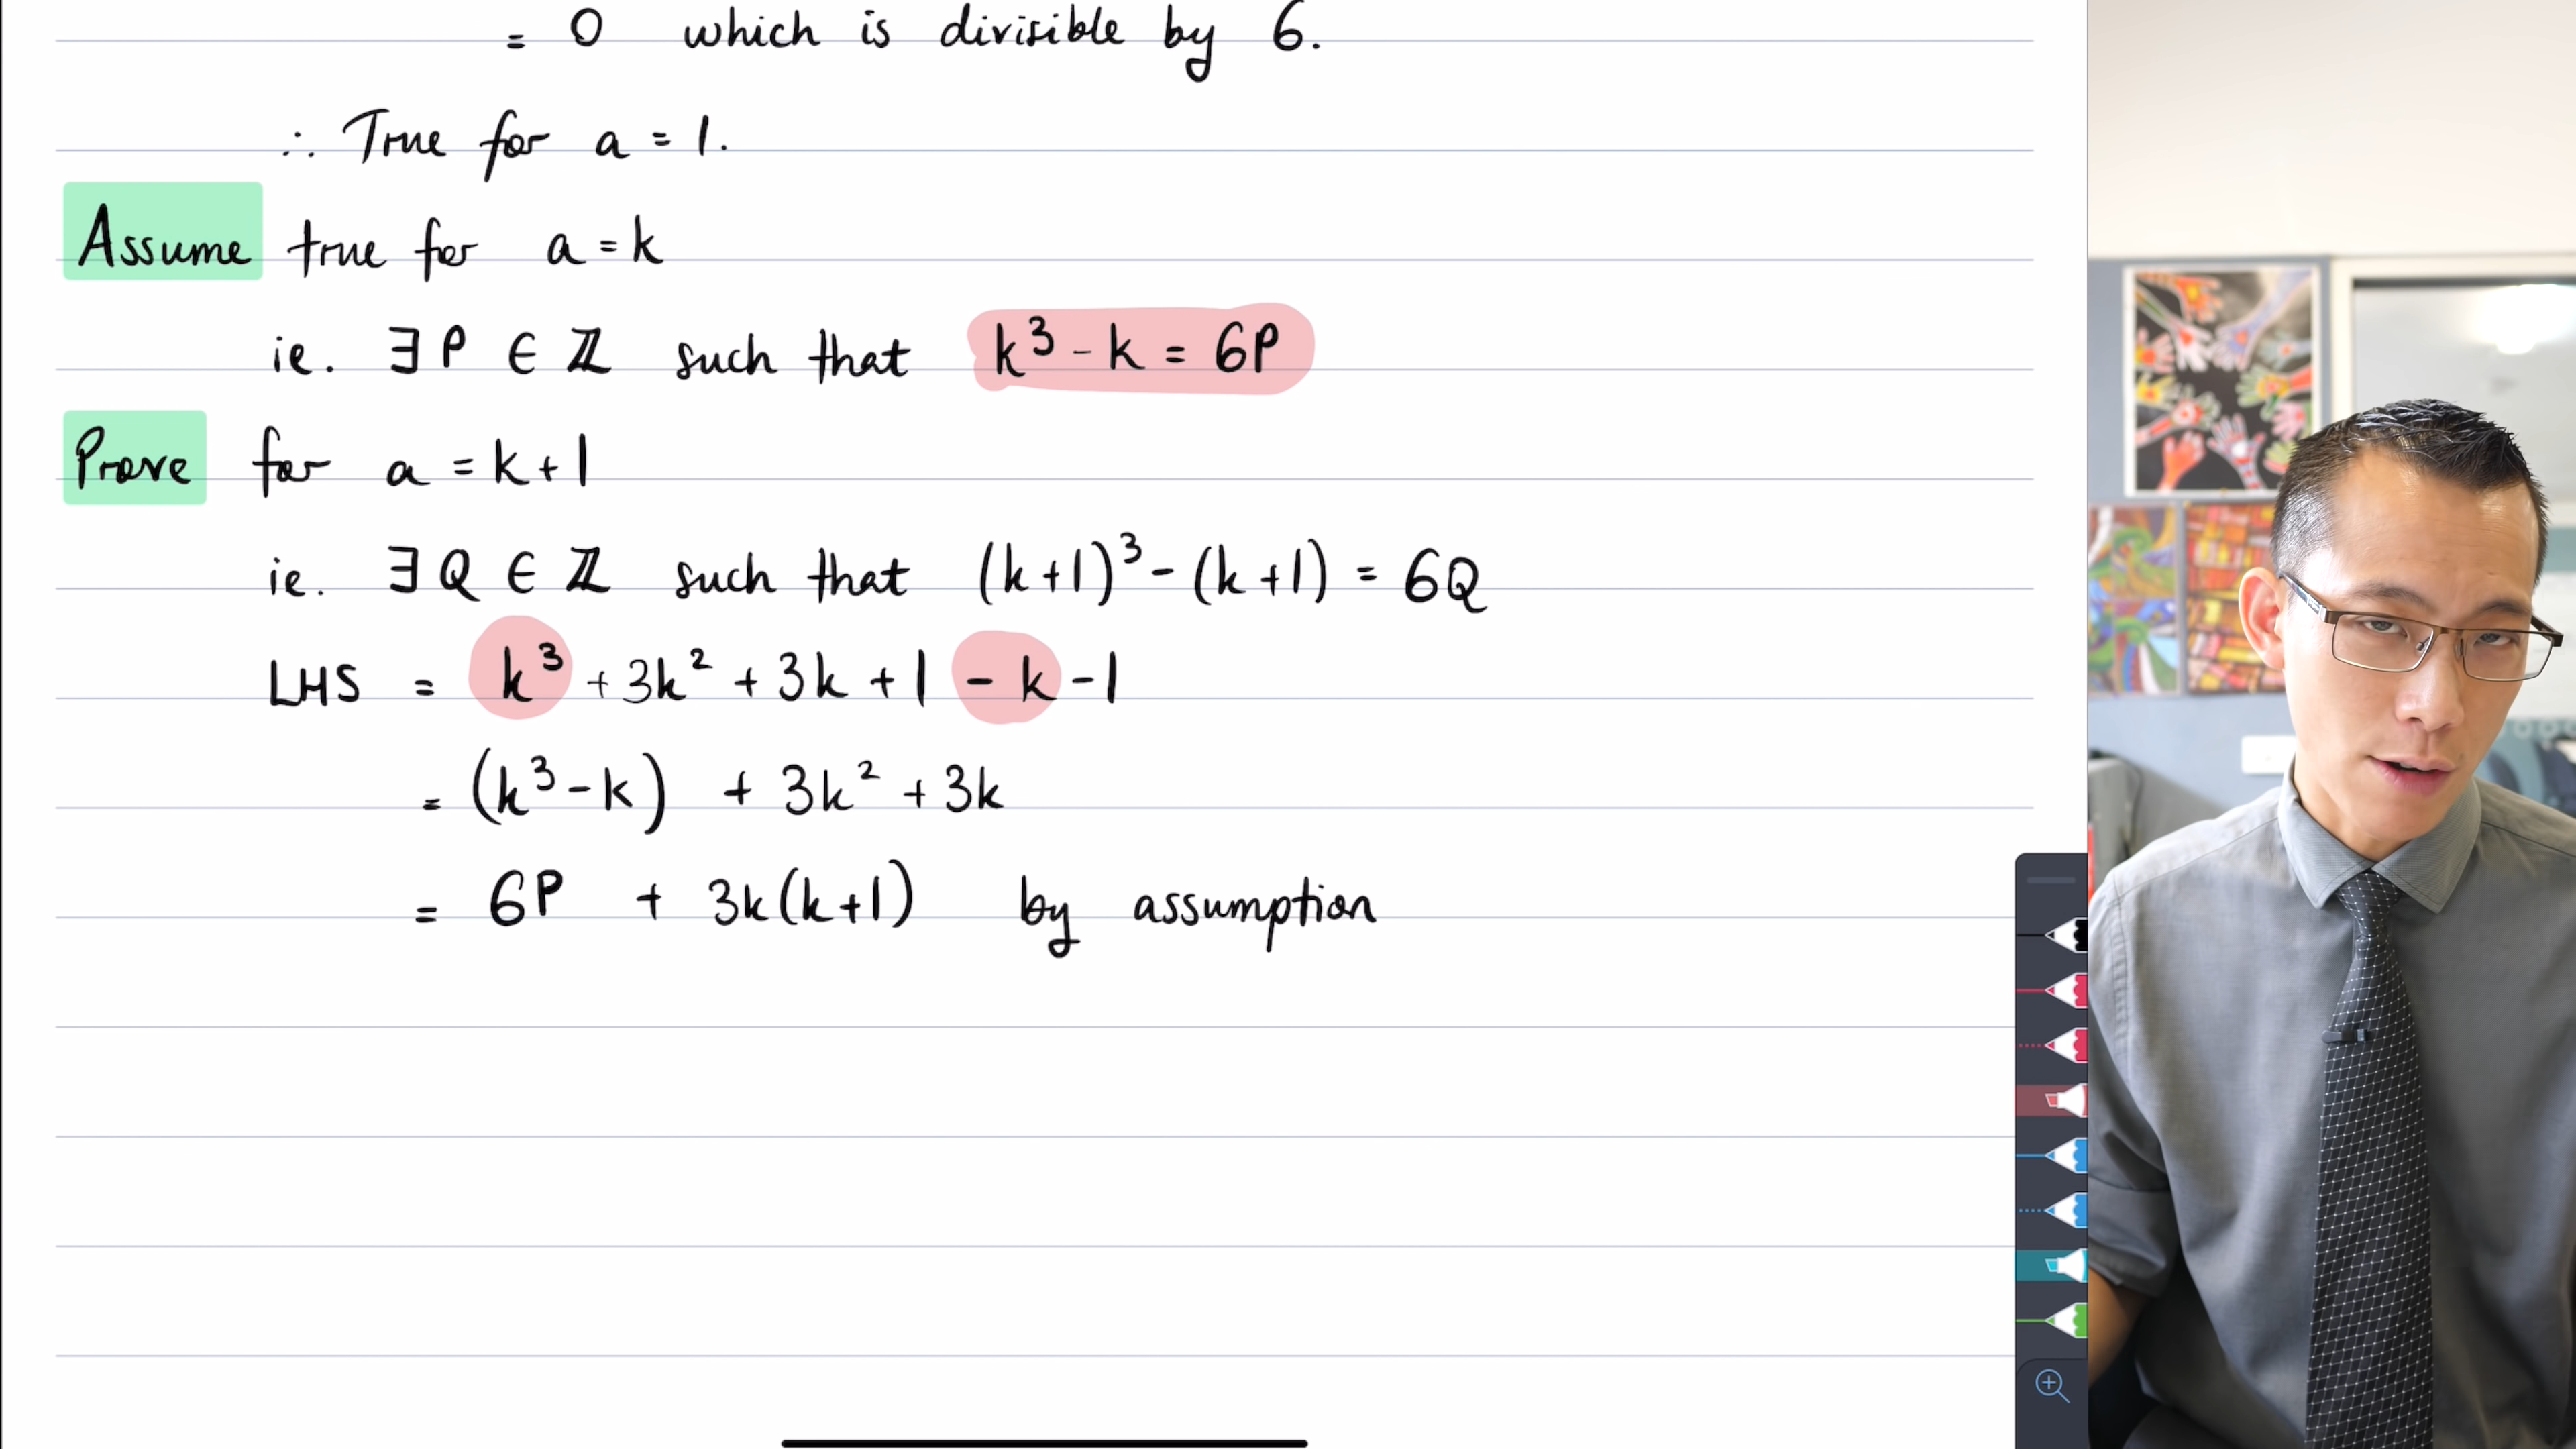 = 0 which is divisible by 6.
∴ True for a = 1.
Assume true for a = k
ie. ∃ P ∈ ℤ such that k³ - k = 6P
Prove for a = k + 1
ie. ∃ Q ∈ ℤ such that (k+1)³ - (k+1) = 6Q
LHS = k³ + 3k² + 3k + 1 - k - 1
= (k³ - k) + 3k² + 3k
= 6P + 3k(k+1) by assumption